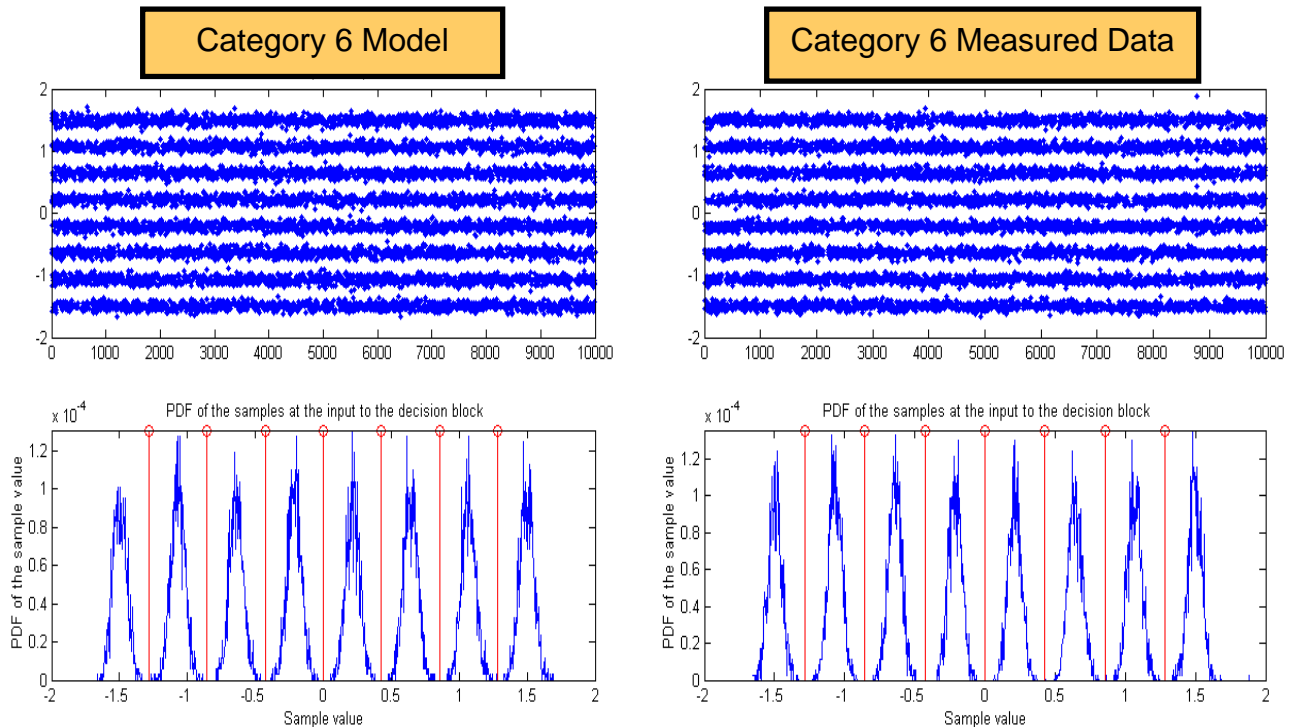 Category 6 Model
Category 6 Measured Data
2
1
0
-1
-2
0 1000 2000 3000 4000 5000 6000 7000 8000 9000 10000
2
1
0
-1
-2
0 1000 2000 3000 4000 5000 6000 7000 8000 9000 10000
x 10^-4
PDF of the samples at the input to the decision block
PDF of the sample value
1.2
1
0.8
0.6
0.4
0.2
0
-2 -1.5 -1 -0.5 0 0.5 1 1.5 2
Sample value
x 10^-4
PDF of the samples at the input to the decision block
PDF of the sample value
1.2
1
0.8
0.6
0.4
0.2
0
-2 -1.5 -1 -0.5 0 0.5 1 1.5 2
Sample value